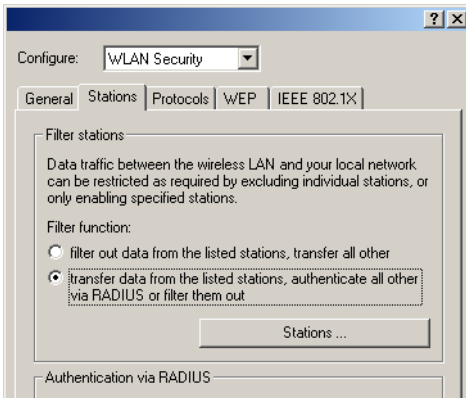 Configure: WLAN Security
General Stations Protocols WEP IEEE 802.1X
Filter stations
Data traffic between the wireless LAN and your local network
can be restricted as required by excluding individual stations, or
only enabling specified stations.
Filter function:
filter out data from the listed stations, transfer all other
transfer data from the listed stations, authenticate all other
via RADIUS or filter them out
Stations ...
Authentication via RADIUS